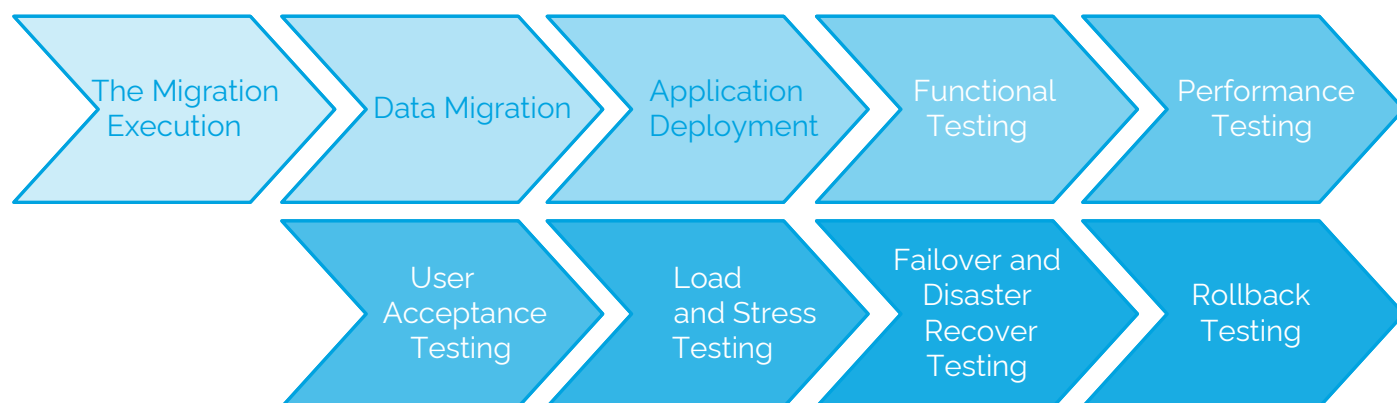 The Migration
Execution
Data Migration
Application
Deployment
Functional
Testing
Performance
Testing
User
Acceptance
Testing
Load
and Stress
Testing
Failover and
Disaster
Recover
Testing
Rollback
Testing